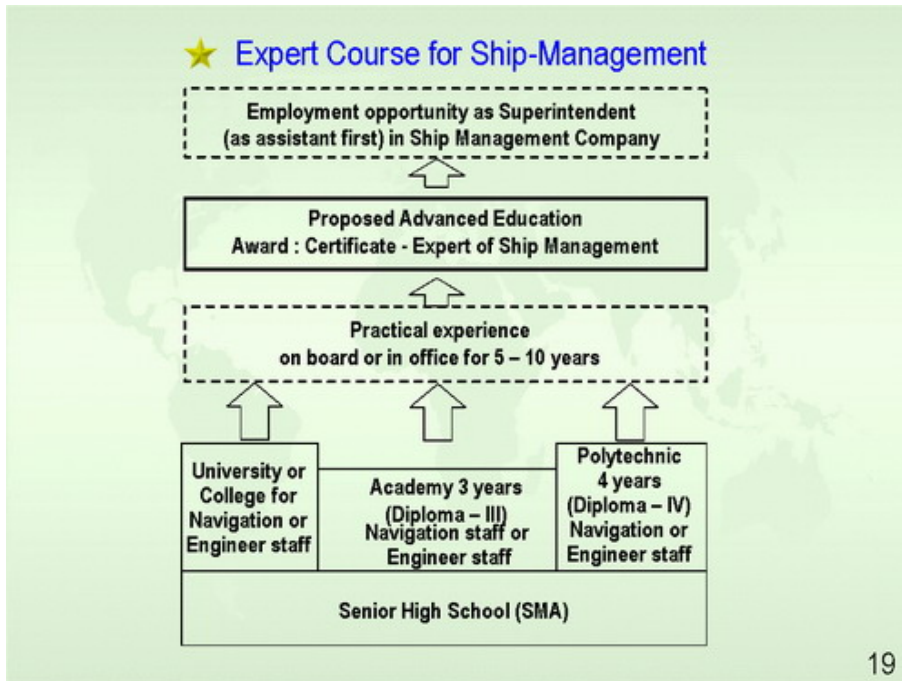 Expert Course for Ship-Management
Employment opportunity as Superintendent
(as assistant first) in Ship Management Company
Proposed Advanced Education
Award : Certificate - Expert of Ship Management
Practical experience
on board or in office for 5 – 10 years
University or
College for
Navigation or
Engineer staff
Academy 3 years
(Diploma – III)
Navigation staff or
Engineer staff
Polytechnic
4 years
(Diploma – IV)
Navigation or
Engineer staff
Senior High School (SMA)
19